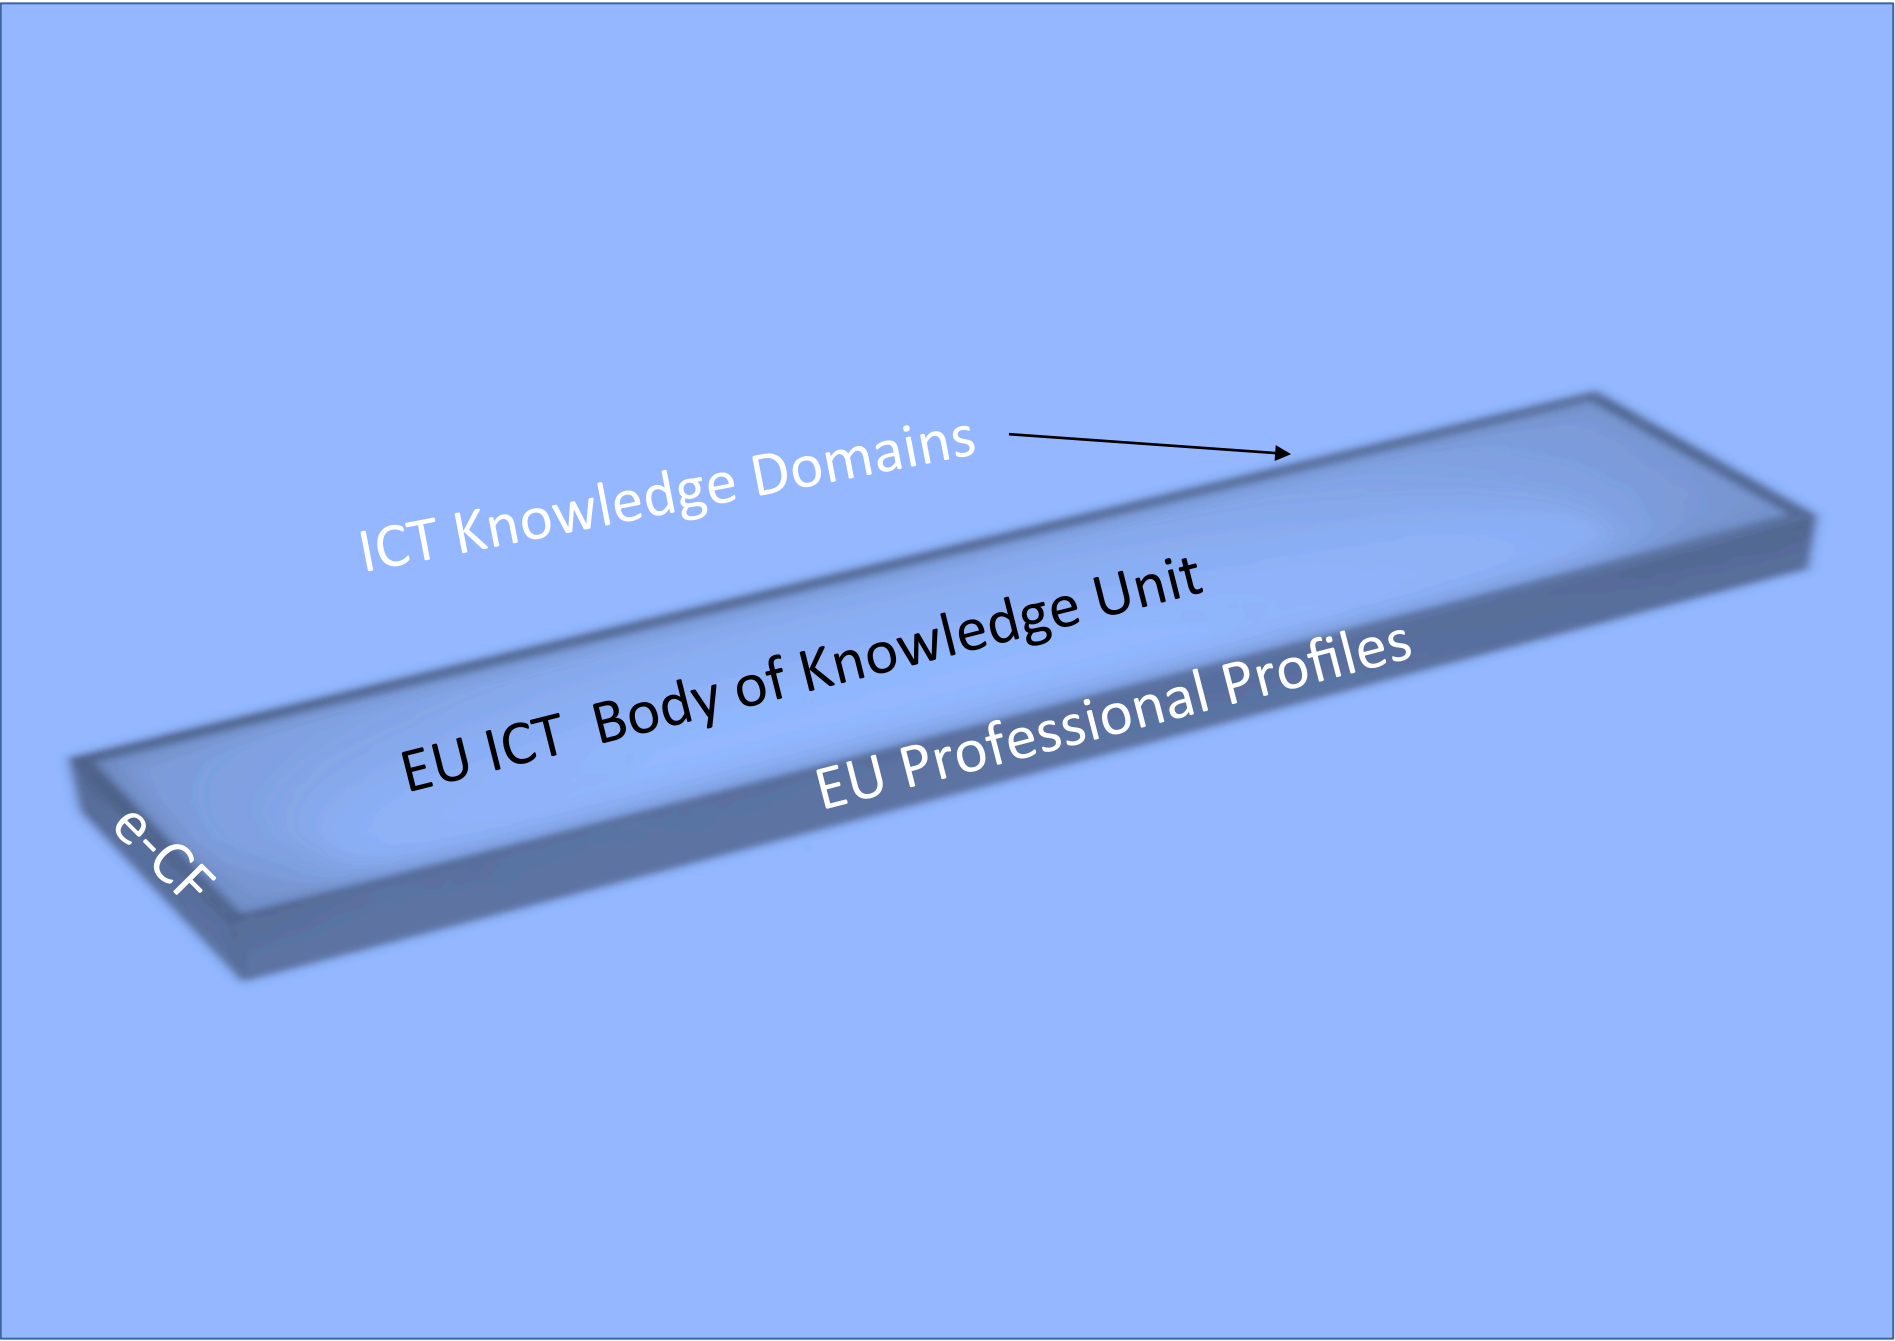 ICT Knowledge Domains
EU ICT  Body of Knowledge Unit
EU Professional Profiles
e-CF